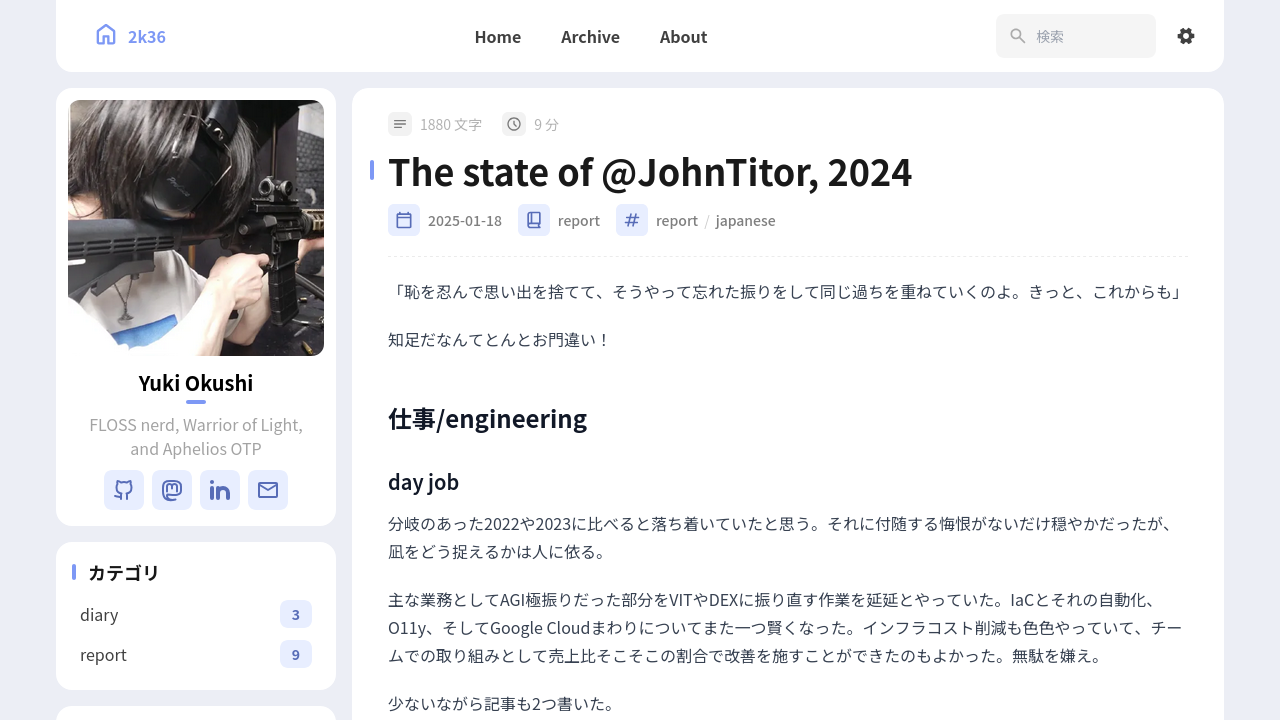 2k36
Home
Archive
About
検索
1880 文字
9 分
The state of @JohnTitor, 2024
2025-01-18
report
report / japanese
「恥を忍んで思い出を捨てて、そうやって忘れた振りをして同じ過ちを重ねていくのよ。きっと、これからも」
知足だなんてとんとお門違い！
仕事/engineering
day job
分岐のあった2022や2023に比べると落ち着いていたと思う。それに付随する悔恨がないだけ穏やかだったが、
凪をどう捉えるかは人に依る。
主な業務としてAGI極振りだった部分をVITやDEXに振り直す作業を延延とやっていた。IaCとそれの自動化、
O11y、そしてGoogle Cloudまわりについてまた一つ賢くなった。インフラコスト削減も色色やっていて、チー
ムでの取り組みとして売上比そこそこの割合で改善を施すことができたのもよかった。無駄を嫌え。
少ないながら記事も2つ書いた。
Yuki Okushi
FLOSS nerd, Warrior of Light,
and Aphelios OTP
カテゴリ
diary
3
report
9